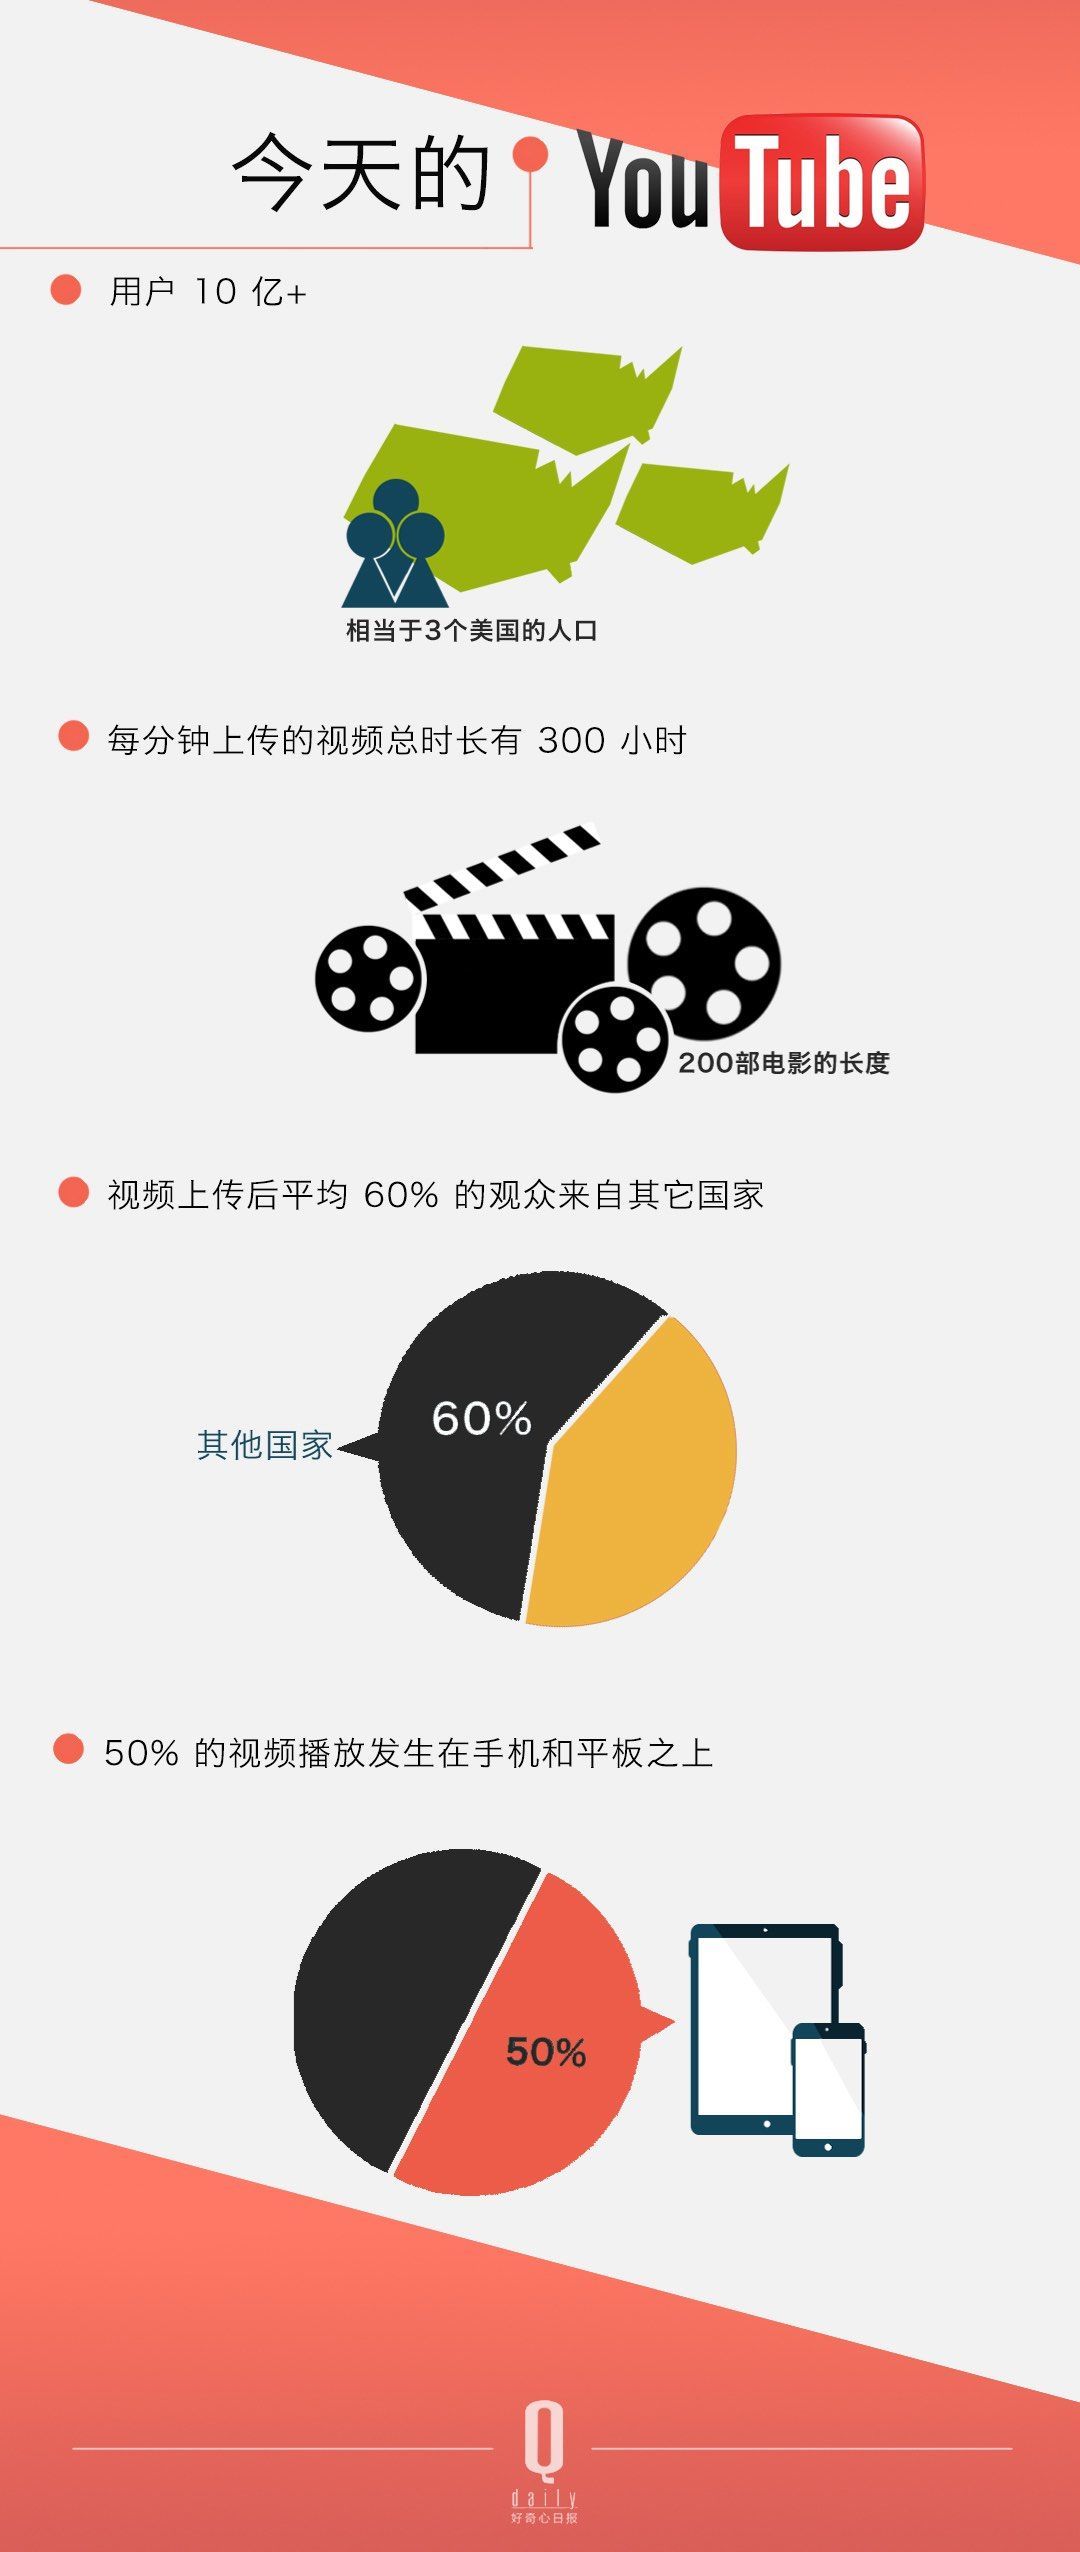 今天的 YouTube
用户 10 亿+
相当于3个美国的人口
每分钟上传的视频总时长有 300 小时
200部电影的长度
视频上传后平均 60% 的观众来自其它国家
60%
其他国家
50% 的视频播放发生在手机和平板之上
50%
Q
daily
好奇心日报